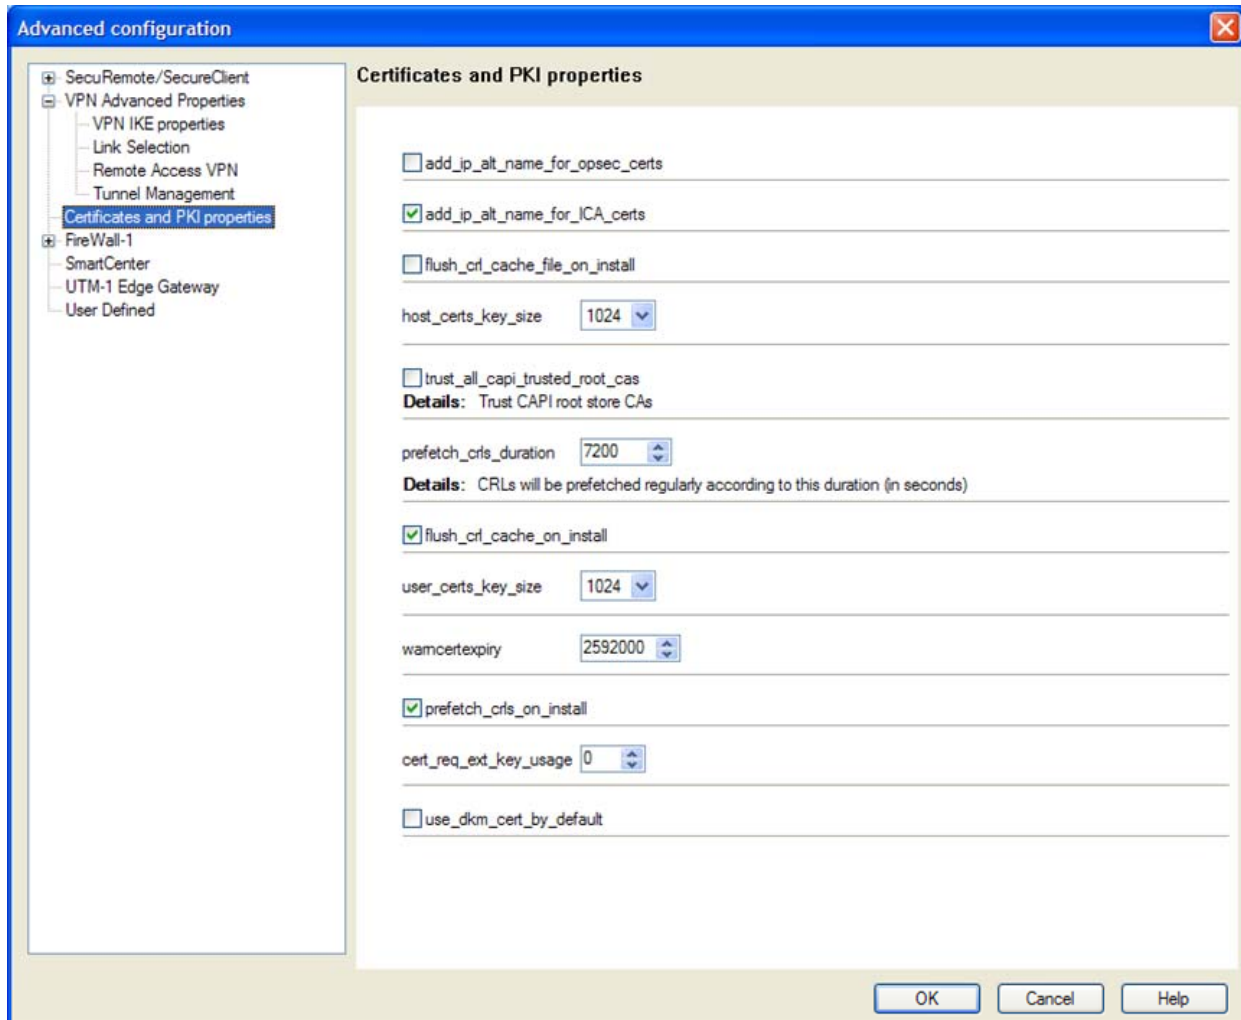 Advanced configuration
SecuRemote/SecureClient
VPN Advanced Properties
VPN IKE properties
Link Selection
Remote Access VPN
Tunnel Management
Certificates and PKI properties
FireWall-1
SmartCenter
UTM-1 Edge Gateway
User Defined
Certificates and PKI properties
add_ip_alt_name_for_opsec_certs
add_ip_alt_name_for_ICA_certs
flush_crl_cache_file_on_install
host_certs_key_size 1024
trust_all_capi_trusted_root_cas
Details: Trust CAPI root store CAs
prefetch_crls_duration 7200
Details: CRLs will be prefetched regularly according to this duration (in seconds)
flush_crl_cache_on_install
user_certs_key_size 1024
warncertexpiry 2592000
prefetch_crls_on_install
cert_req_ext_key_usage 0
use_dkm_cert_by_default
OK Cancel Help